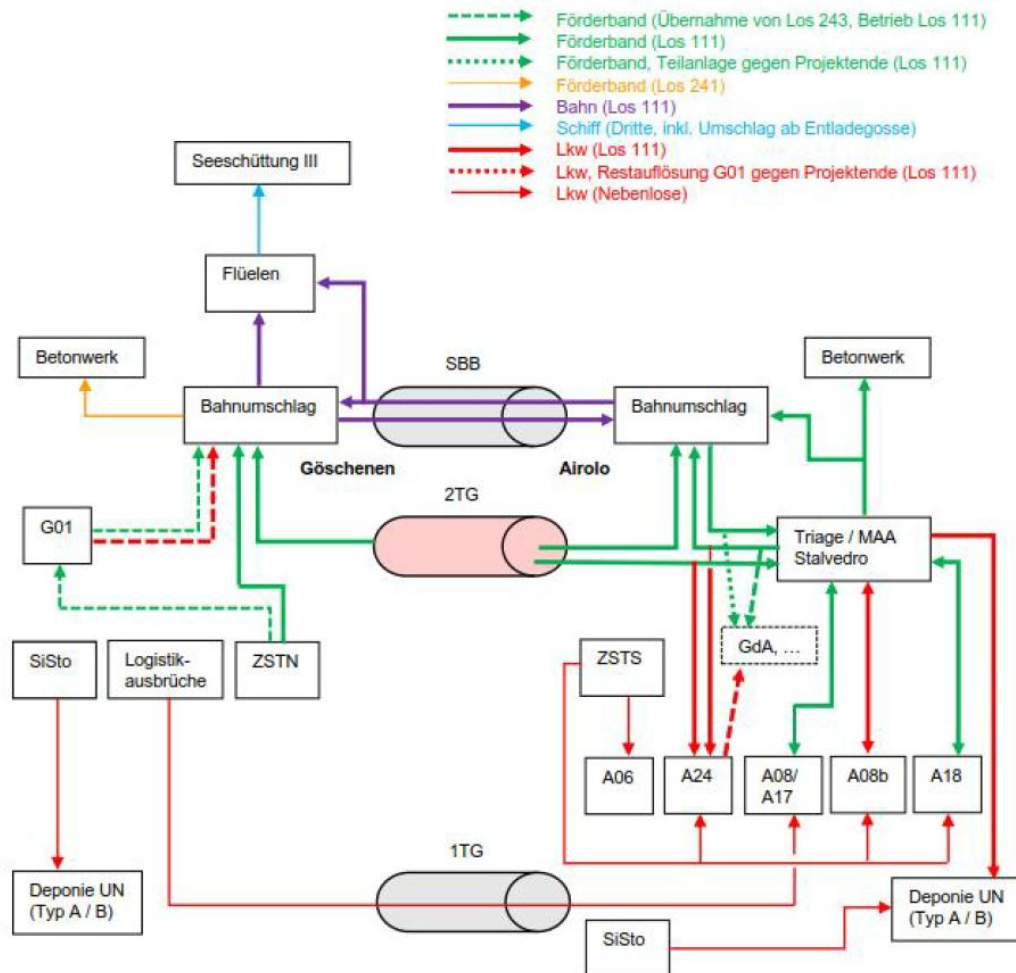 Förderband (Übernahme von Los 243, Betrieb Los 111)
Förderband (Los 111)
Förderband, Teilanlage gegen Projektende (Los 111)
Förderband (Los 241)
Bahn (Los 111)
Schiff (Dritte, inkl. Umschlag ab Entladegosse)
Lkw (Los 111)
Lkw, Restauflösung G01 gegen Projektende (Los 111)
Lkw (Nebenlose)
Seeschüttung III
Flüelen
Betonwerk
SBB
Betonwerk
Bahnumschlag
Bahnumschlag
Göschenen
Airolo
2TG
G01
Triage / MAA
Stalvedro
SiSto
Logistik-
ausbrüche
ZSTN
ZSTS
GdA, ...
A06
A24
A08/
A17
A08b
A18
1TG
Deponie UN
(Typ A / B)
SiSto
Deponie UN
(Typ A / B)